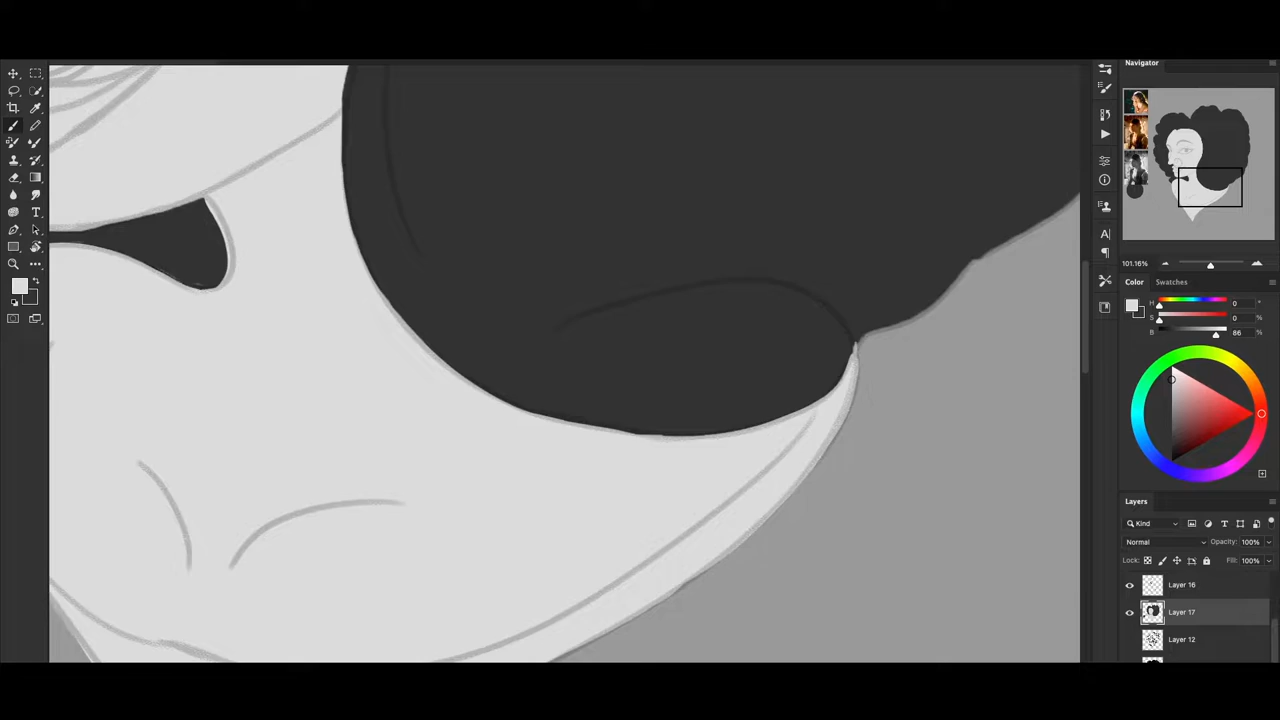 Navigator
101.16%
Color
Swatches
H
0
°
S
0
%
B
86
%
Layers
Kind
Normal
Opacity: 100%
Lock:
Fill: 100%
Layer 16
Layer 17
Layer 12